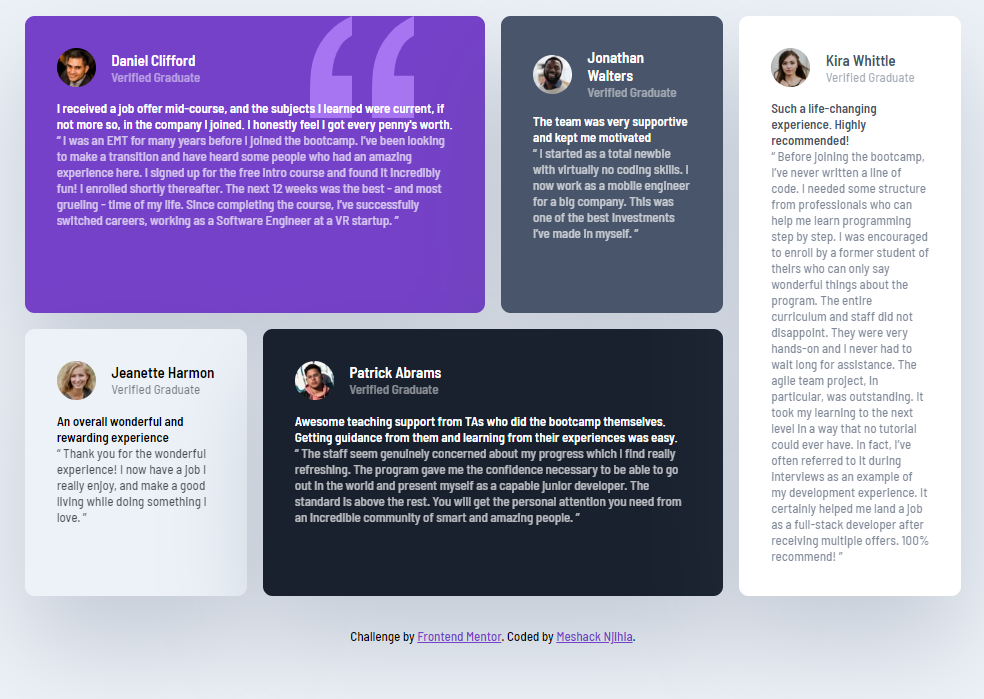 Daniel Clifford
Verified Graduate
I received a job offer mid-course, and the subjects I learned were current, if
not more so, in the company I joined. I honestly feel I got every penny's worth.
“ I was an EMT for many years before I joined the bootcamp. I've been looking
to make a transition and have heard some people who had an amazing
experience here. I signed up for the free intro course and found it incredibly
fun! I enrolled shortly thereafter. The next 12 weeks was the best - and most
grueling - time of my life. Since completing the course, I've successfully
switched careers, working as a Software Engineer at a VR startup. ”
Jonathan
Walters
Verified Graduate
The team was very supportive
and kept me motivated
“ I started as a total newbie
with virtually no coding skills. I
now work as a mobile engineer
for a big company. This was
one of the best investments
I've made in myself. ”
Kira Whittle
Verified Graduate
Such a life-changing
experience. Highly
recommended!
“ Before joining the bootcamp,
I've never written a line of
code. I needed some structure
from professionals who can
help me learn programming
step by step. I was encouraged
to enroll by a former student of
theirs who can only say
wonderful things about the
program. The entire
curriculum and staff did not
disappoint. They were very
hands-on and I never had to
wait long for assistance. The
agile team project, in
particular, was outstanding. It
took my learning to the next
level in a way that no tutorial
could ever have. In fact, I've
often referred to it during
interviews as an example of
my development experience. It
certainly helped me land a job
as a full-stack developer after
receiving multiple offers. 100%
recommend! ”
Jeanette Harmon
Verified Graduate
An overall wonderful and
rewarding experience
“ Thank you for the wonderful
experience! I now have a job I
really enjoy, and make a good
living while doing something I
love. ”
Patrick Abrams
Verified Graduate
Awesome teaching support from TAs who did the bootcamp themselves.
Getting guidance from them and learning from their experiences was easy.
“ The staff seem genuinely concerned about my progress which I find really
refreshing. The program gave me the confidence necessary to be able to go
out in the world and present myself as a capable junior developer. The
standard is above the rest. You will get the personal attention you need from
an incredible community of smart and amazing people. ”
Challenge by Frontend Mentor. Coded by Meshack Njihia.